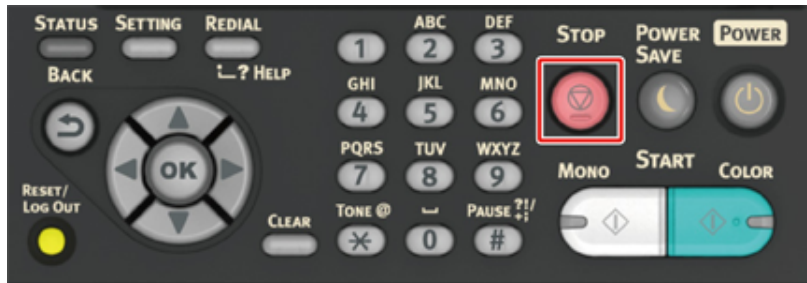 STATUS SETTING REDIAL
ABC DEF
STOP POWER SAVE POWER
1 2 3
BACK ? HELP
GHI JKL MNO
4 5 6
PQRS TUV WXYZ
OK
7 8 9
MONO START COLOR
RESET/
LOG OUT
CLEAR
TONE @ ⎵ PAUSE ?!/+;
* 0 #